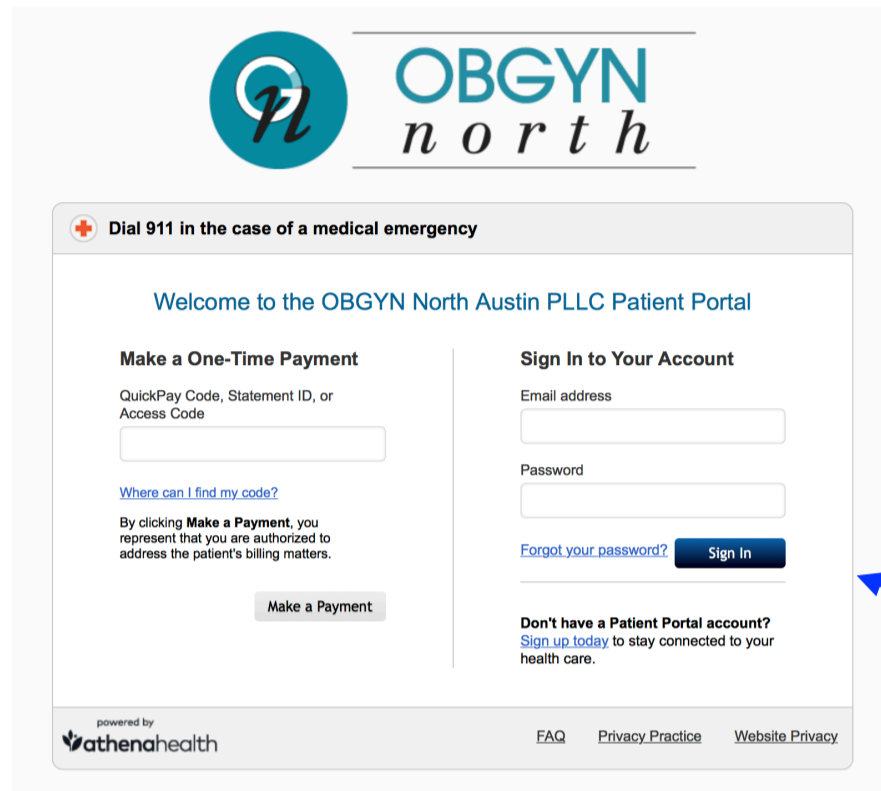 Gn
OBGYN
north
Dial 911 in the case of a medical emergency
Welcome to the OBGYN North Austin PLLC Patient Portal
Make a One-Time Payment
QuickPay Code, Statement ID, or
Access Code
Where can I find my code?
By clicking Make a Payment, you
represent that you are authorized to
address the patient's billing matters.
Make a Payment
Sign In to Your Account
Email address
Password
Forgot your password?
Sign In
Don't have a Patient Portal account?
Sign up today to stay connected to your
health care.
powered by
athenahealth
FAQ
Privacy Practice
Website Privacy